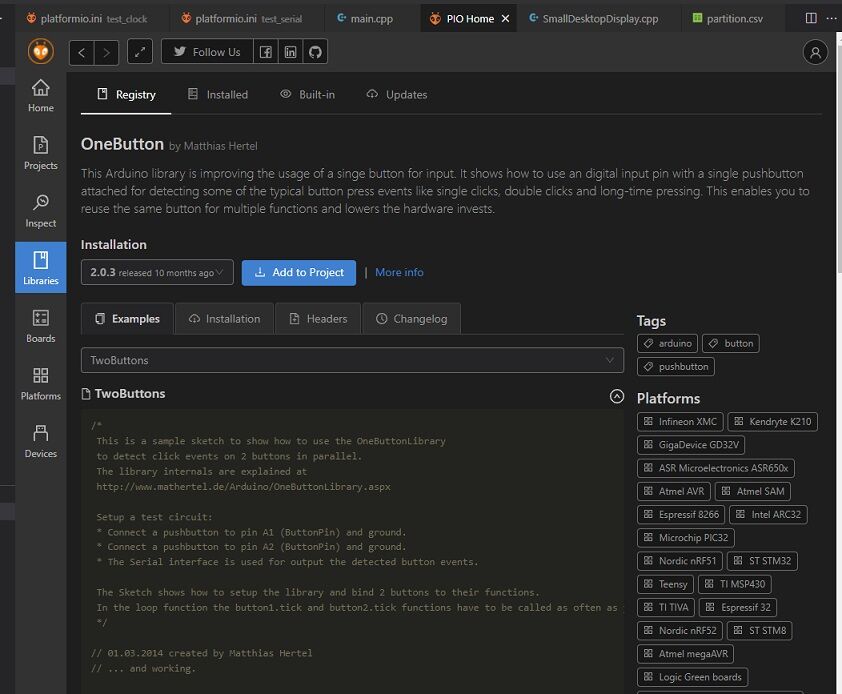 platformio.ini test_clock
platformio.ini test_serial
main.cpp
PIO Home
SmallDesktopDisplay.cpp
partition.csv
Follow Us
Home
Projects
Inspect
Libraries
Boards
Platforms
Devices
Registry
Installed
Built-in
Updates
OneButton by Matthias Hertel
This Arduino library is improving the usage of a singe button for input. It shows how to use an digital input pin with a single pushbutton
attached for detecting some of the typical button press events like single clicks, double clicks and long-time pressing. This enables you to
reuse the same button for multiple functions and lowers the hardware invests.
Installation
2.0.3 released 10 months ago
Add to Project
| More info
Examples
Installation
Headers
Changelog
TwoButtons
TwoButtons
/*
This is a sample sketch to show how to use the OneButtonLibrary
to detect click events on 2 buttons in parallel.
The library internals are explained at
http://www.mathertel.de/Arduino/OneButtonLibrary.aspx
Setup a test circuit:
* Connect a pushbutton to pin A1 (ButtonPin) and ground.
* Connect a pushbutton to pin A2 (ButtonPin) and ground.
* The Serial interface is used for output the detected button events.
The Sketch shows how to setup the library and bind 2 buttons to their functions.
In the loop function the button1.tick and button2.tick functions have to be called as often as
*/
// 01.03.2014 created by Matthias Hertel
// ... and working.
Tags
arduino
button
pushbutton
Platforms
Infineon XMC
Kendryte K210
GigaDevice GD32V
ASR Microelectronics ASR650x
Atmel AVR
Atmel SAM
Espressif 8266
Intel ARC32
Microchip PIC32
Nordic nRF51
ST STM32
Teensy
TI MSP430
TI TIVA
Espressif 32
Nordic nRF52
ST STM8
Atmel megaAVR
Logic Green boards